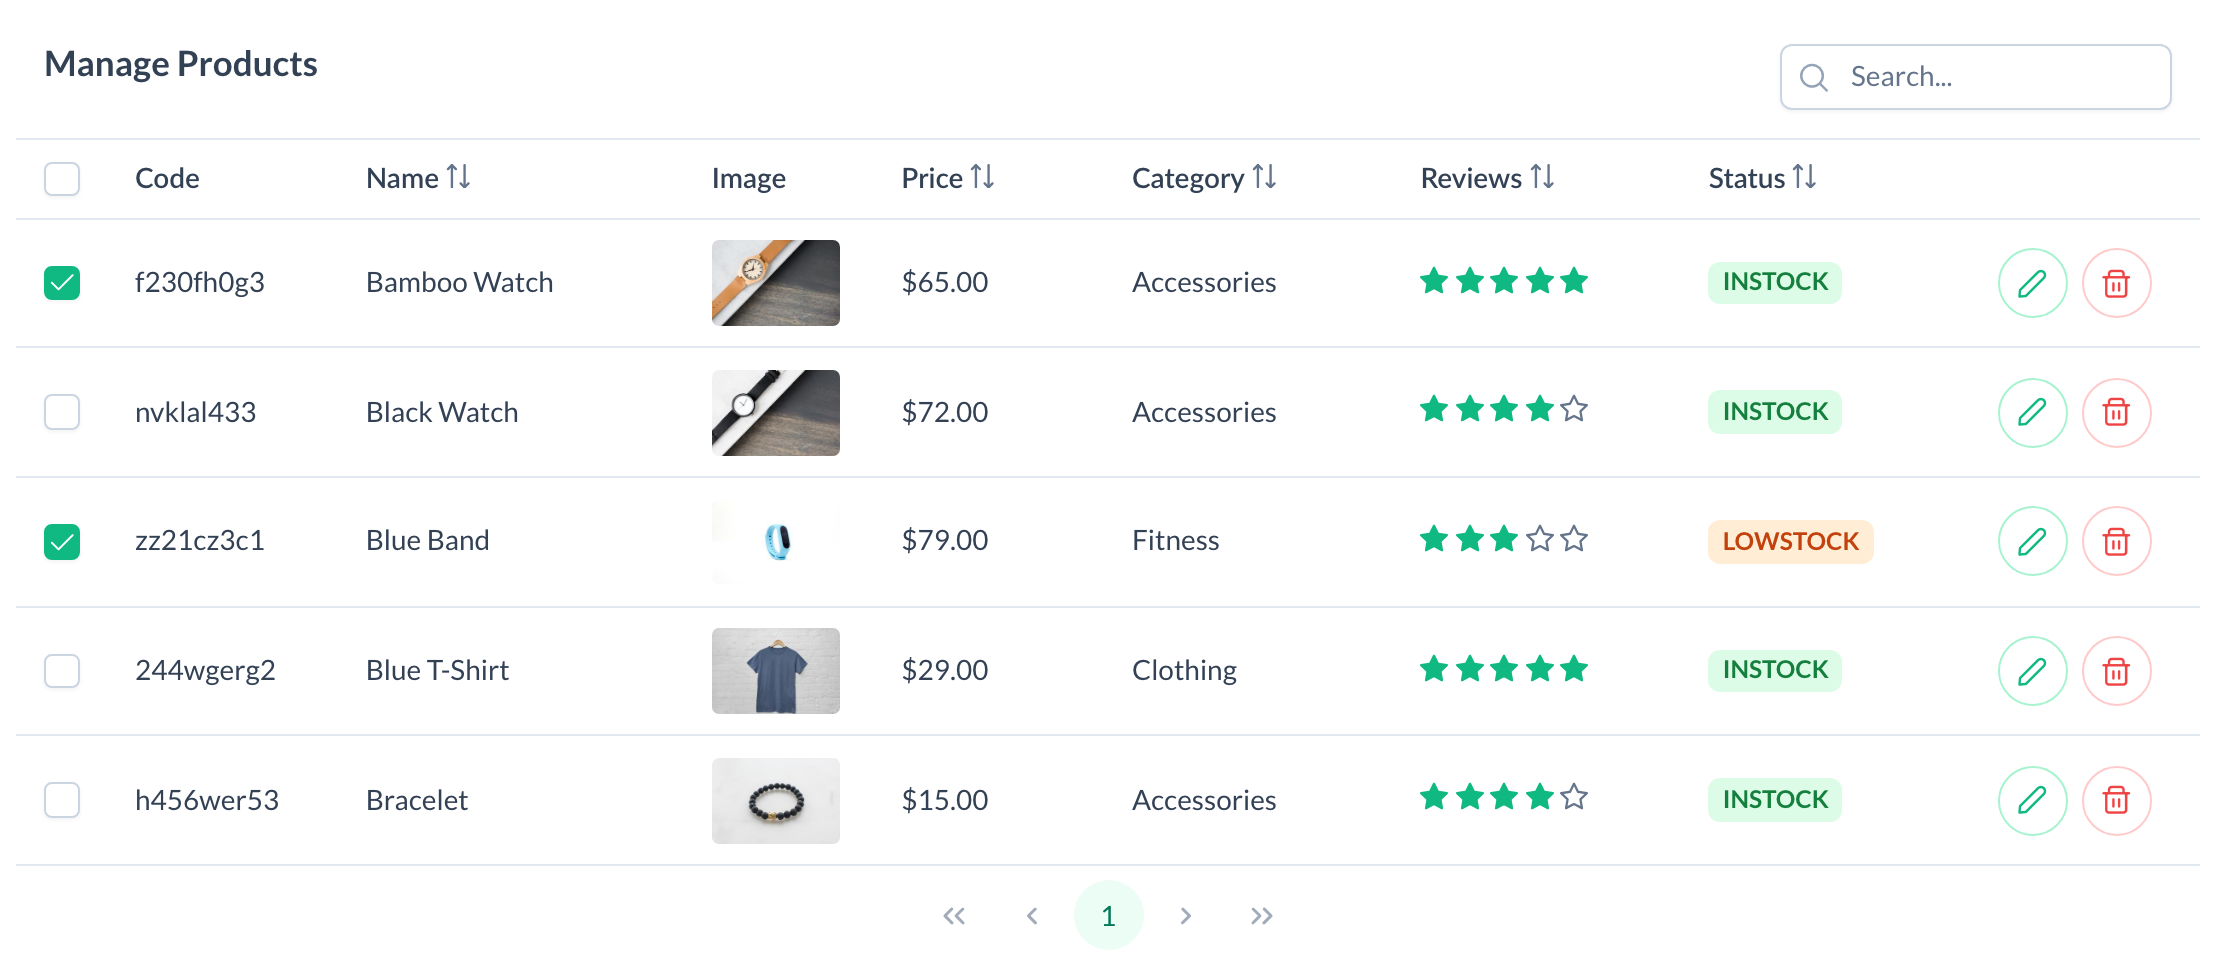 Manage Products
Search...
Code Name Image Price Category Reviews Status
f230fh0g3 Bamboo Watch $65.00 Accessories INSTOCK
nvklal433 Black Watch $72.00 Accessories INSTOCK
zz21cz3c1 Blue Band $79.00 Fitness LOWSTOCK
244wgerg2 Blue T-Shirt $29.00 Clothing INSTOCK
h456wer53 Bracelet $15.00 Accessories INSTOCK
1